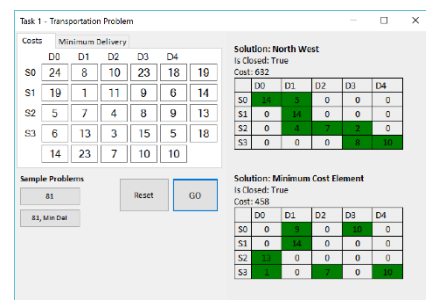 Task 1 - Transportation Problem
Costs Minimum Delivery
D0 D1 D2 D3 D4
S0 24 8 10 23 18 19
S1 19 1 11 9 6 14
S2 5 7 4 8 9 13
S3 6 13 3 15 5 18
14 23 7 10 10
Sample Problems
81
81, Min Del
Reset
GO
Solution: North West
Is Closed: True
Cost: 632
D0 D1 D2 D3 D4
S0 14 5 0 0 0
S1 0 14 0 0 0
S2 0 4 7 2 0
S3 0 0 0 8 10
Solution: Minimum Cost Element
Is Closed: True
Cost: 458
D0 D1 D2 D3 D4
S0 0 9 0 10 0
S1 0 14 0 0 0
S2 13 0 0 0 0
S3 1 0 7 0 10